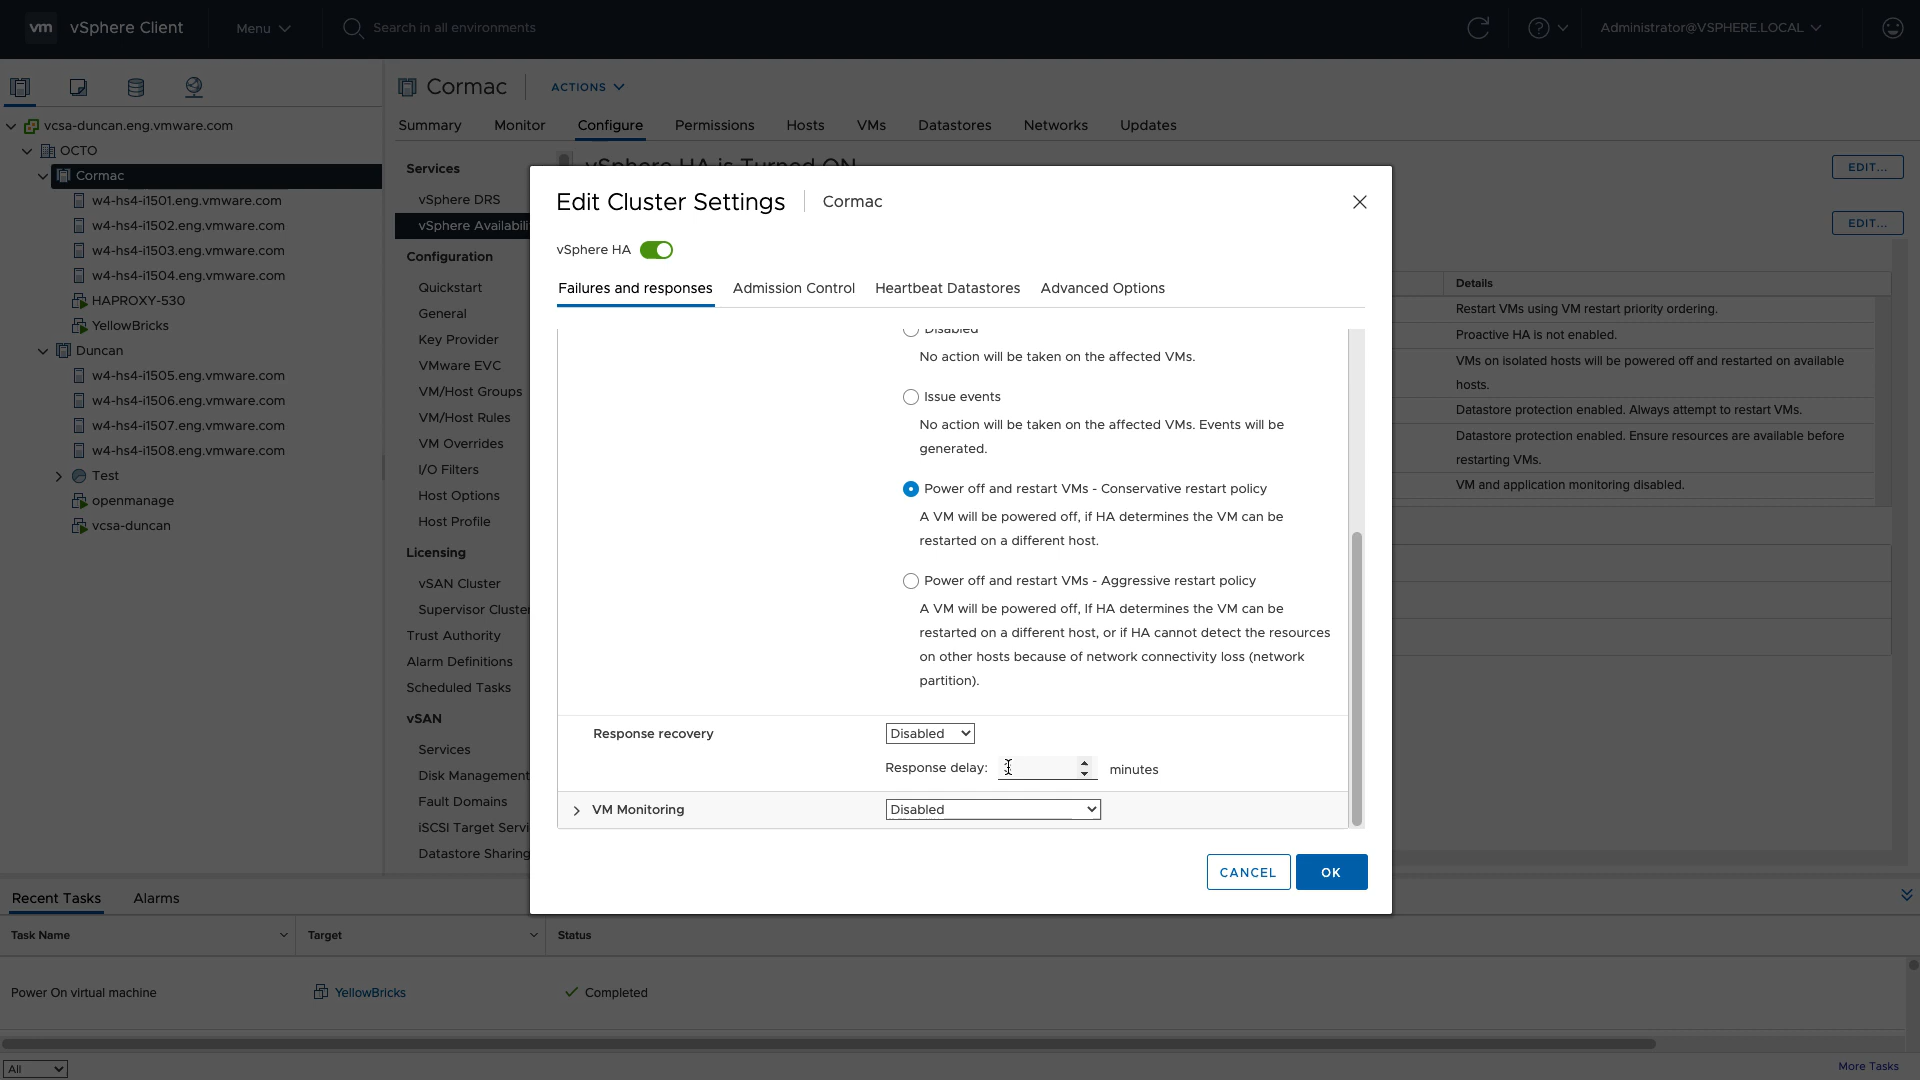 vm vSphere Client Menu Search in all environments Administrator@VSPHERE.LOCAL
vcsa-duncan.eng.vmware.com
OCTO
Cormac
w4-hs4-i1501.eng.vmware.com
w4-hs4-i1502.eng.vmware.com
w4-hs4-i1503.eng.vmware.com
w4-hs4-i1504.eng.vmware.com
HAPROXY-530
YellowBricks
Duncan
w4-hs4-i1505.eng.vmware.com
w4-hs4-i1506.eng.vmware.com
w4-hs4-i1507.eng.vmware.com
w4-hs4-i1508.eng.vmware.com
Test
openmanage
vcsa-duncan
Cormac ACTIONS
Summary Monitor Configure Permissions Hosts VMs Datastores Networks Updates
Services
vSphere DRS
vSphere Availabili
Configuration
Quickstart
General
Key Provider
VMware EVC
VM/Host Groups
VM/Host Rules
VM Overrides
I/O Filters
Host Options
Host Profile
Licensing
vSAN Cluster
Supervisor Cluste
Trust Authority
Alarm Definitions
Scheduled Tasks
vSAN
Services
Disk Management
Fault Domains
iSCSI Target Servi
Datastore Sharing
vSphere HA is Turned ON
EDIT...
EDIT...
Details
Restart VMs using VM restart priority ordering.
Proactive HA is not enabled.
VMs on isolated hosts will be powered off and restarted on available
hosts.
Datastore protection enabled. Always attempt to restart VMs.
Datastore protection enabled. Ensure resources are available before
restarting VMs.
VM and application monitoring disabled.
Edit Cluster Settings Cormac
vSphere HA
Failures and responses Admission Control Heartbeat Datastores Advanced Options
Disabled
No action will be taken on the affected VMs.
Issue events
No action will be taken on the affected VMs. Events will be
generated.
Power off and restart VMs - Conservative restart policy
A VM will be powered off, if HA determines the VM can be
restarted on a different host.
Power off and restart VMs - Aggressive restart policy
A VM will be powered off, If HA determines the VM can be
restarted on a different host, or if HA cannot detect the resources
on other hosts because of network connectivity loss (network
partition).
Response recovery Disabled
Response delay: minutes
VM Monitoring Disabled
CANCEL OK
Recent Tasks Alarms
Task Name Target Status
Power On virtual machine YellowBricks Completed
All More Tasks